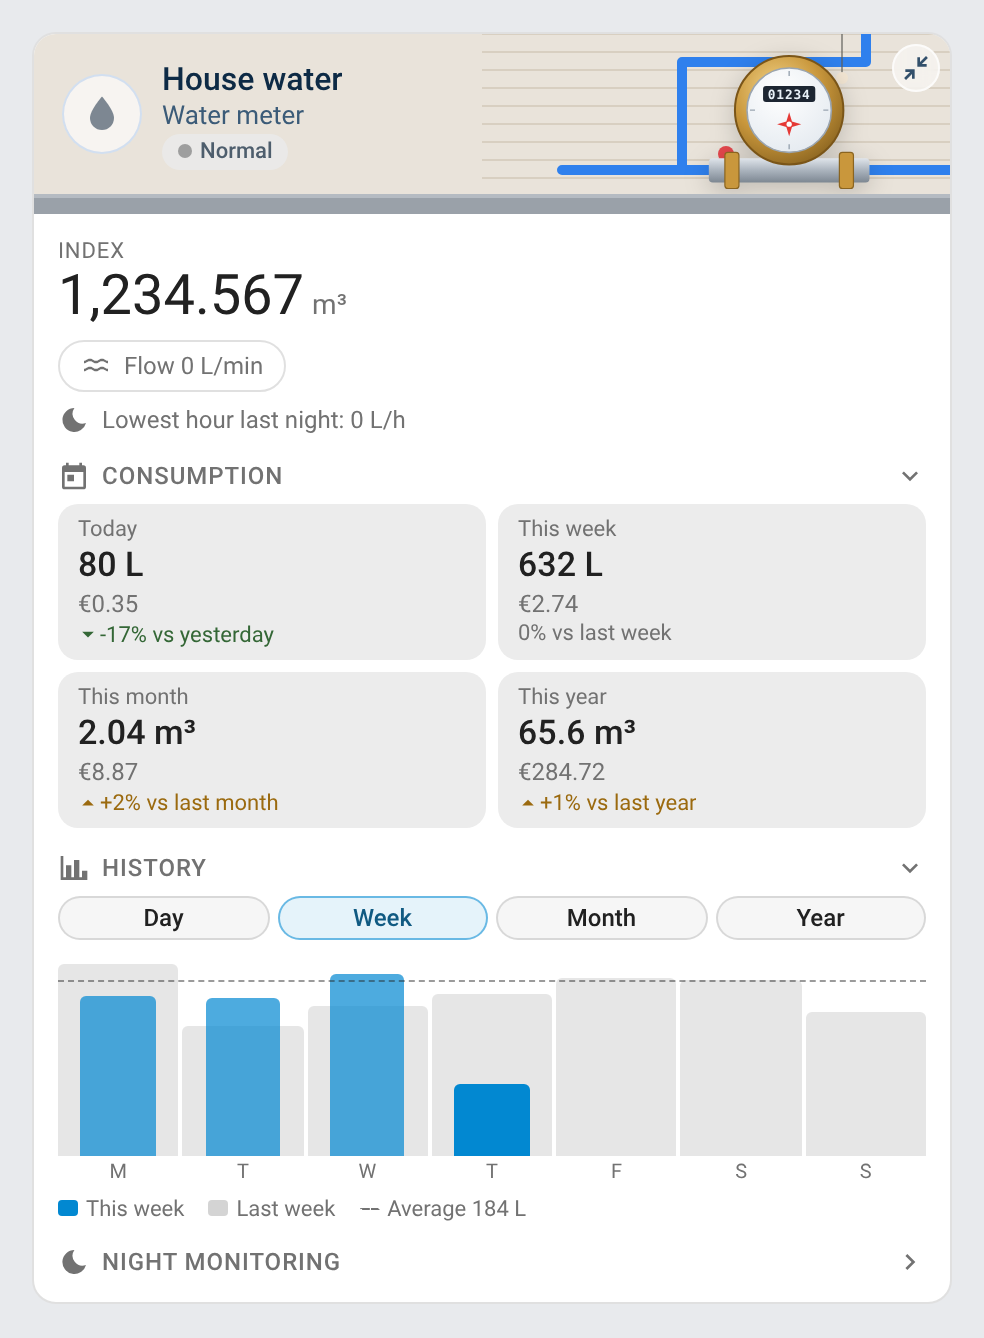 House water
Water meter
Normal
01234
INDEX
1,234.567 m³
Flow 0 L/min
Lowest hour last night: 0 L/h
CONSUMPTION
Today
80 L
€0.35
-17% vs yesterday
This week
632 L
€2.74
0% vs last week
This month
2.04 m³
€8.87
+2% vs last month
This year
65.6 m³
€284.72
+1% vs last year
HISTORY
Day Week Month Year
M T W T F S S
This week Last week Average 184 L
NIGHT MONITORING